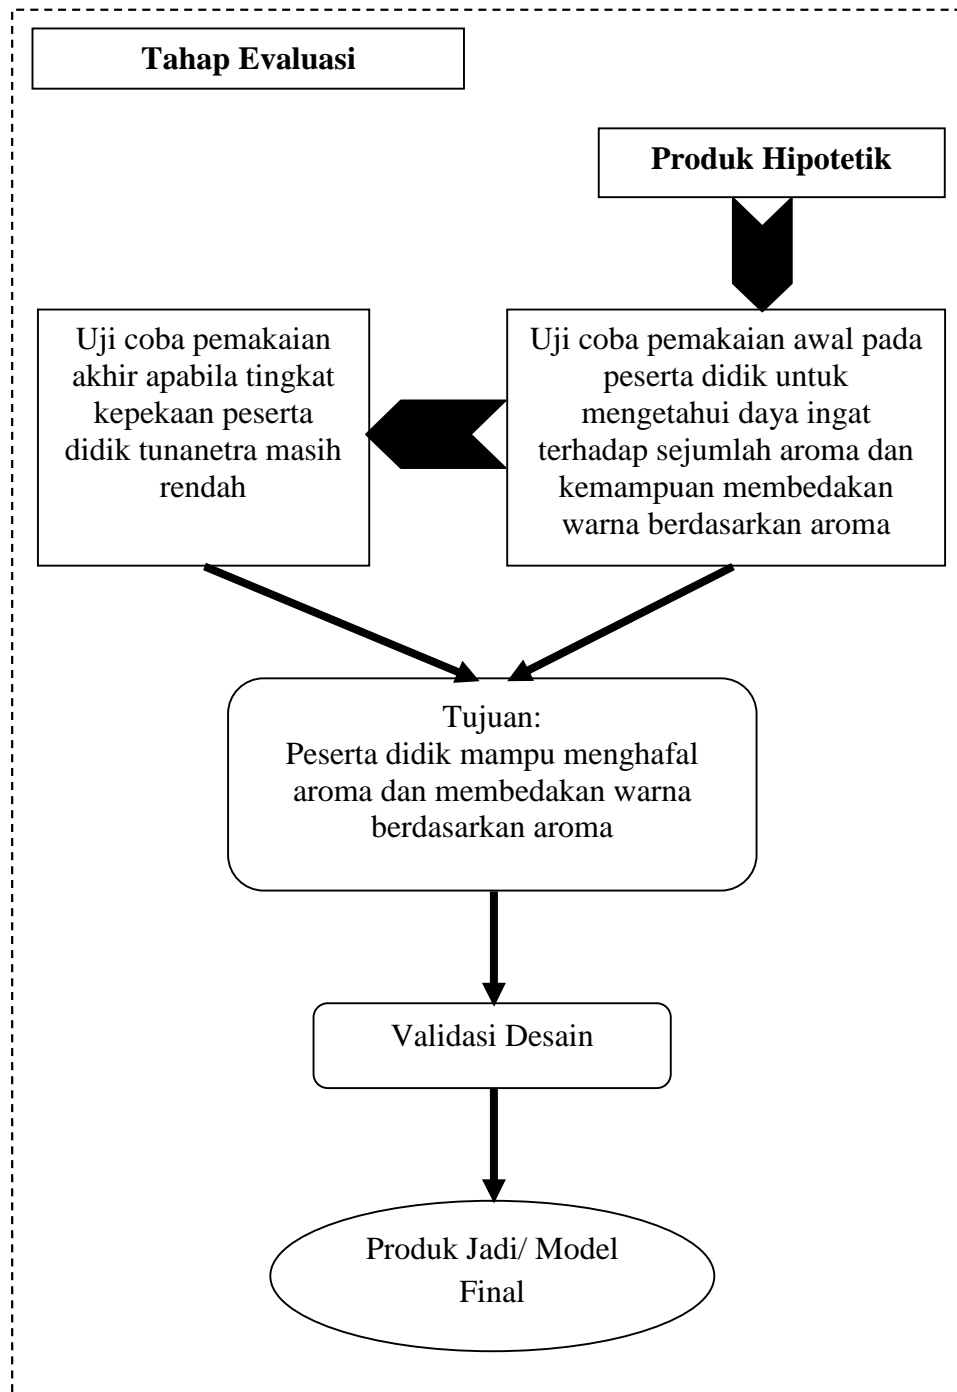 Tahap Evaluasi
Produk Hipotetik
Uji coba pemakaian
akhir apabila tingkat
kepekaan peserta
didik tunanetra masih
rendah
Uji coba pemakaian awal pada
peserta didik untuk
mengetahui daya ingat
terhadap sejumlah aroma dan
kemampuan membedakan
warna berdasarkan aroma
Tujuan:
Peserta didik mampu menghafal
aroma dan membedakan warna
berdasarkan aroma
Validasi Desain
Produk Jadi/ Model
Final